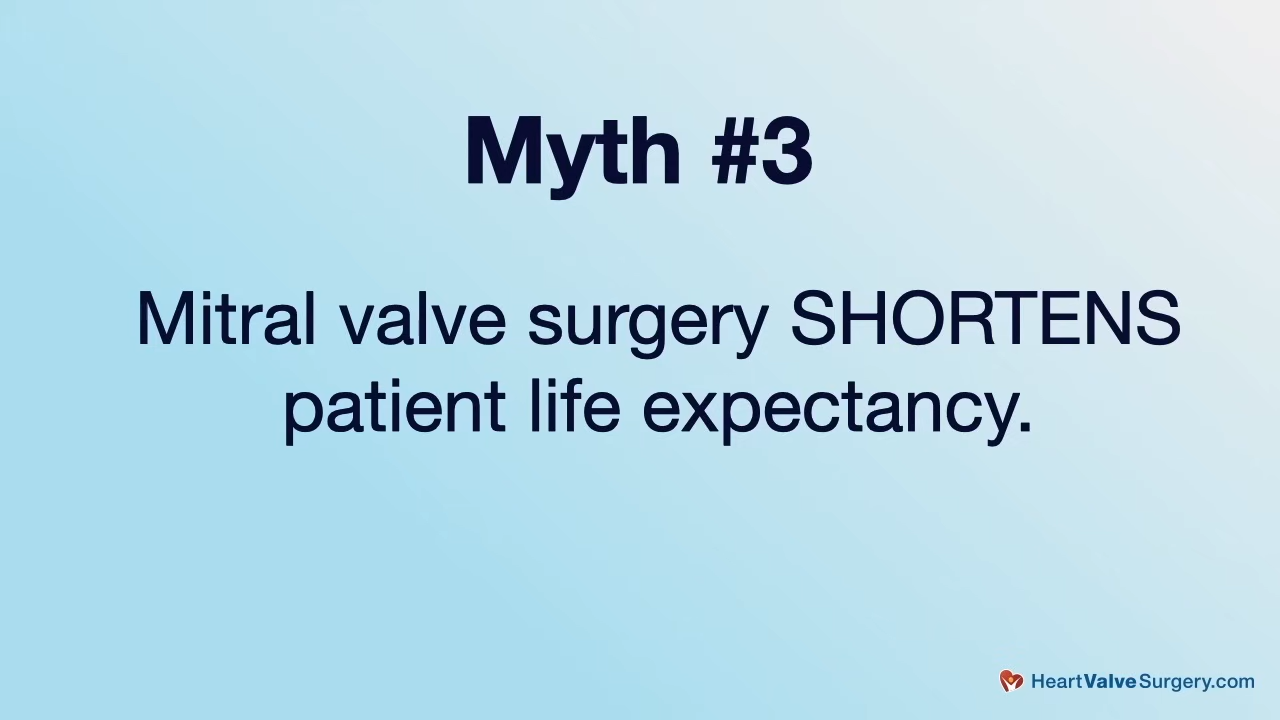 Myth #3
Mitral valve surgery SHORTENS
patient life expectancy.
HeartValveSurgery.com